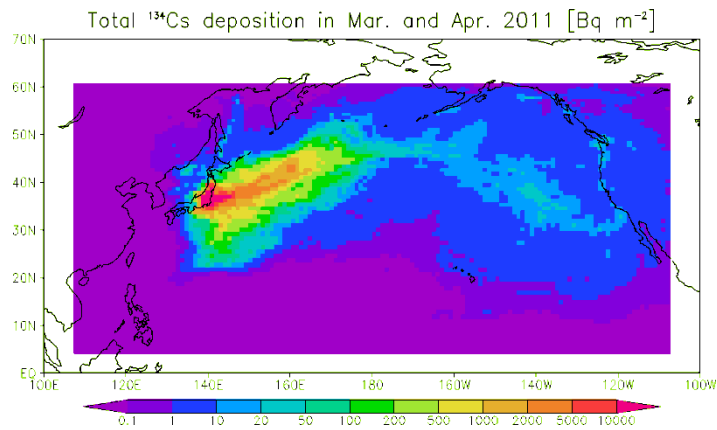 Total ¹³⁴Cs deposition in Mar. and Apr. 2011 [Bq m⁻²]
70N
60N
50N
40N
30N
20N
10N
EQ
100E 120E 140E 160E 180 160W 140W 120W 100W
0.1 1 10 20 50 100 200 500 1000 2000 5000 10000